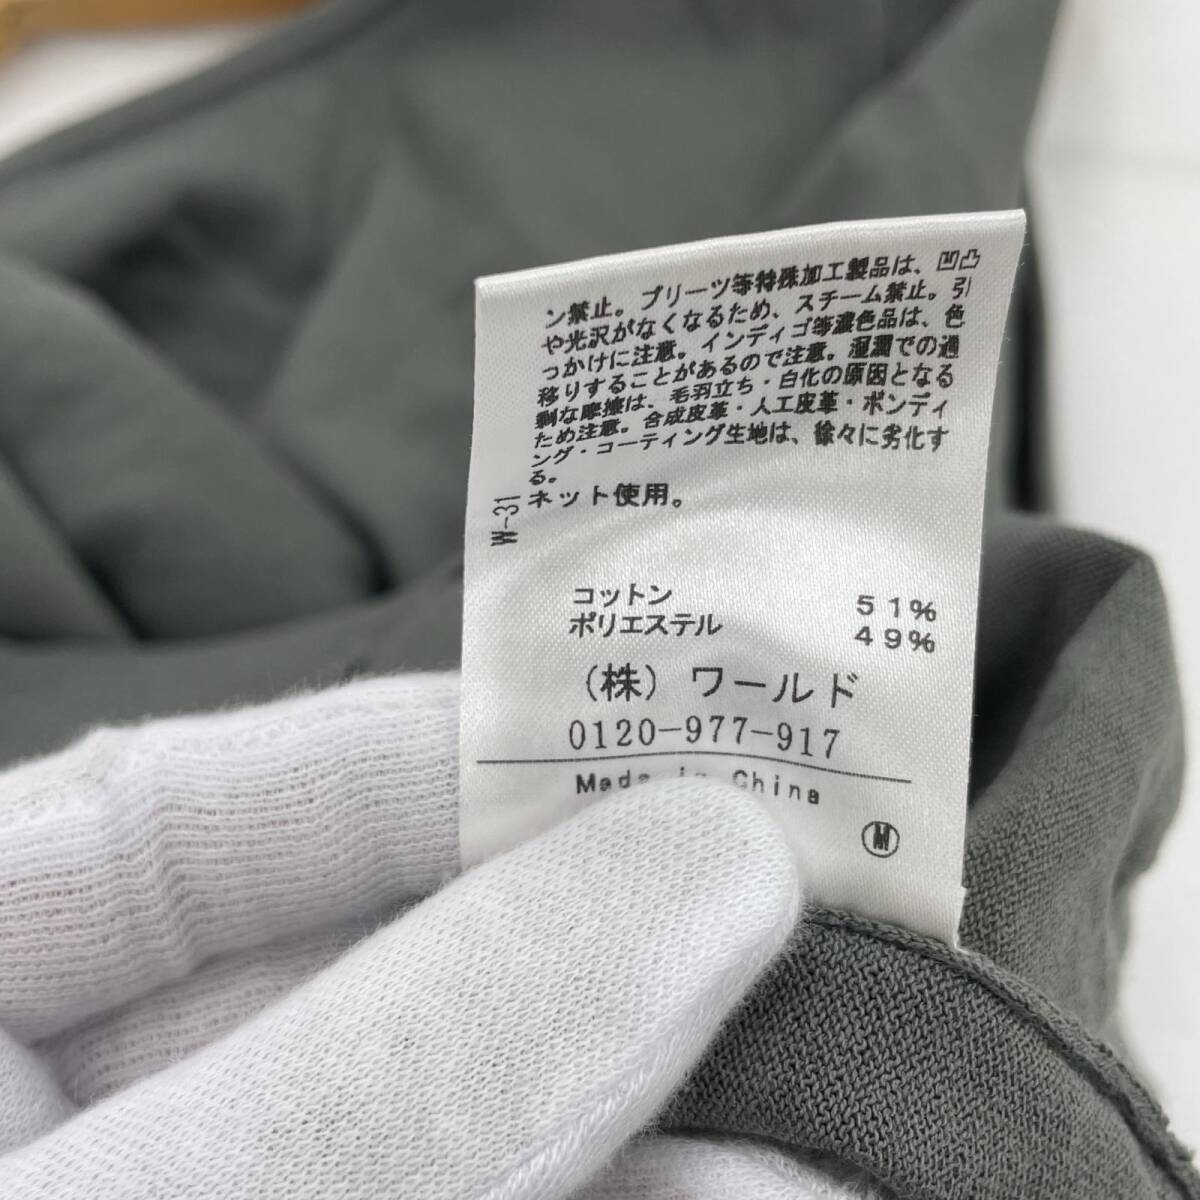 ン禁止。プリーツ等特殊加工製品は、凹凸
や光沢がなくなるため、スチーム禁止。引
っかけに注意。インディゴ等濃色品は、色
移りすることがあるので注意。湿潤での過
剰な摩擦は、毛羽立ち・白化の原因となる
ため注意。合成皮革・人工皮革・ボンディ
ング・コーティング生地は、徐々に劣化す
る。
ネット使用。
W-31
コットン 51%
ポリエステル 49%
(株) ワールド
0120-977-917
Made in China
M